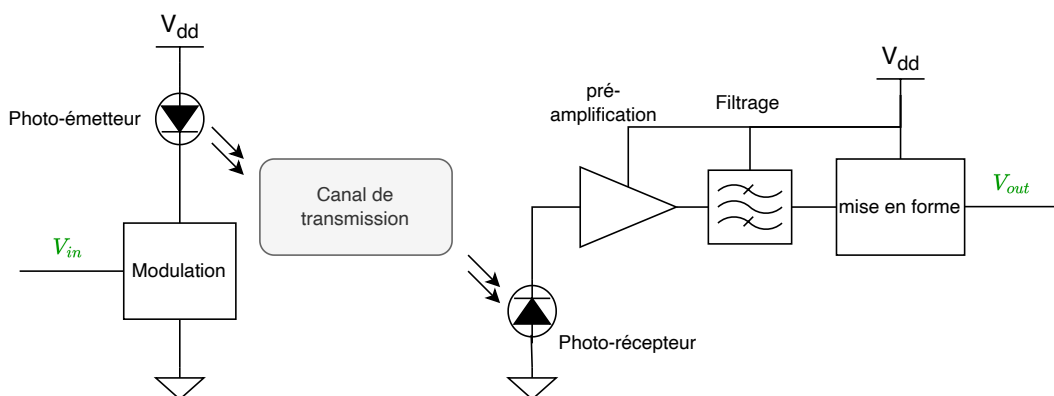 V_dd
Photo-émetteur
V_in
Modulation
Canal de
transmission
Photo-récepteur
pré-
amplification
Filtrage
V_dd
mise en forme
V_out